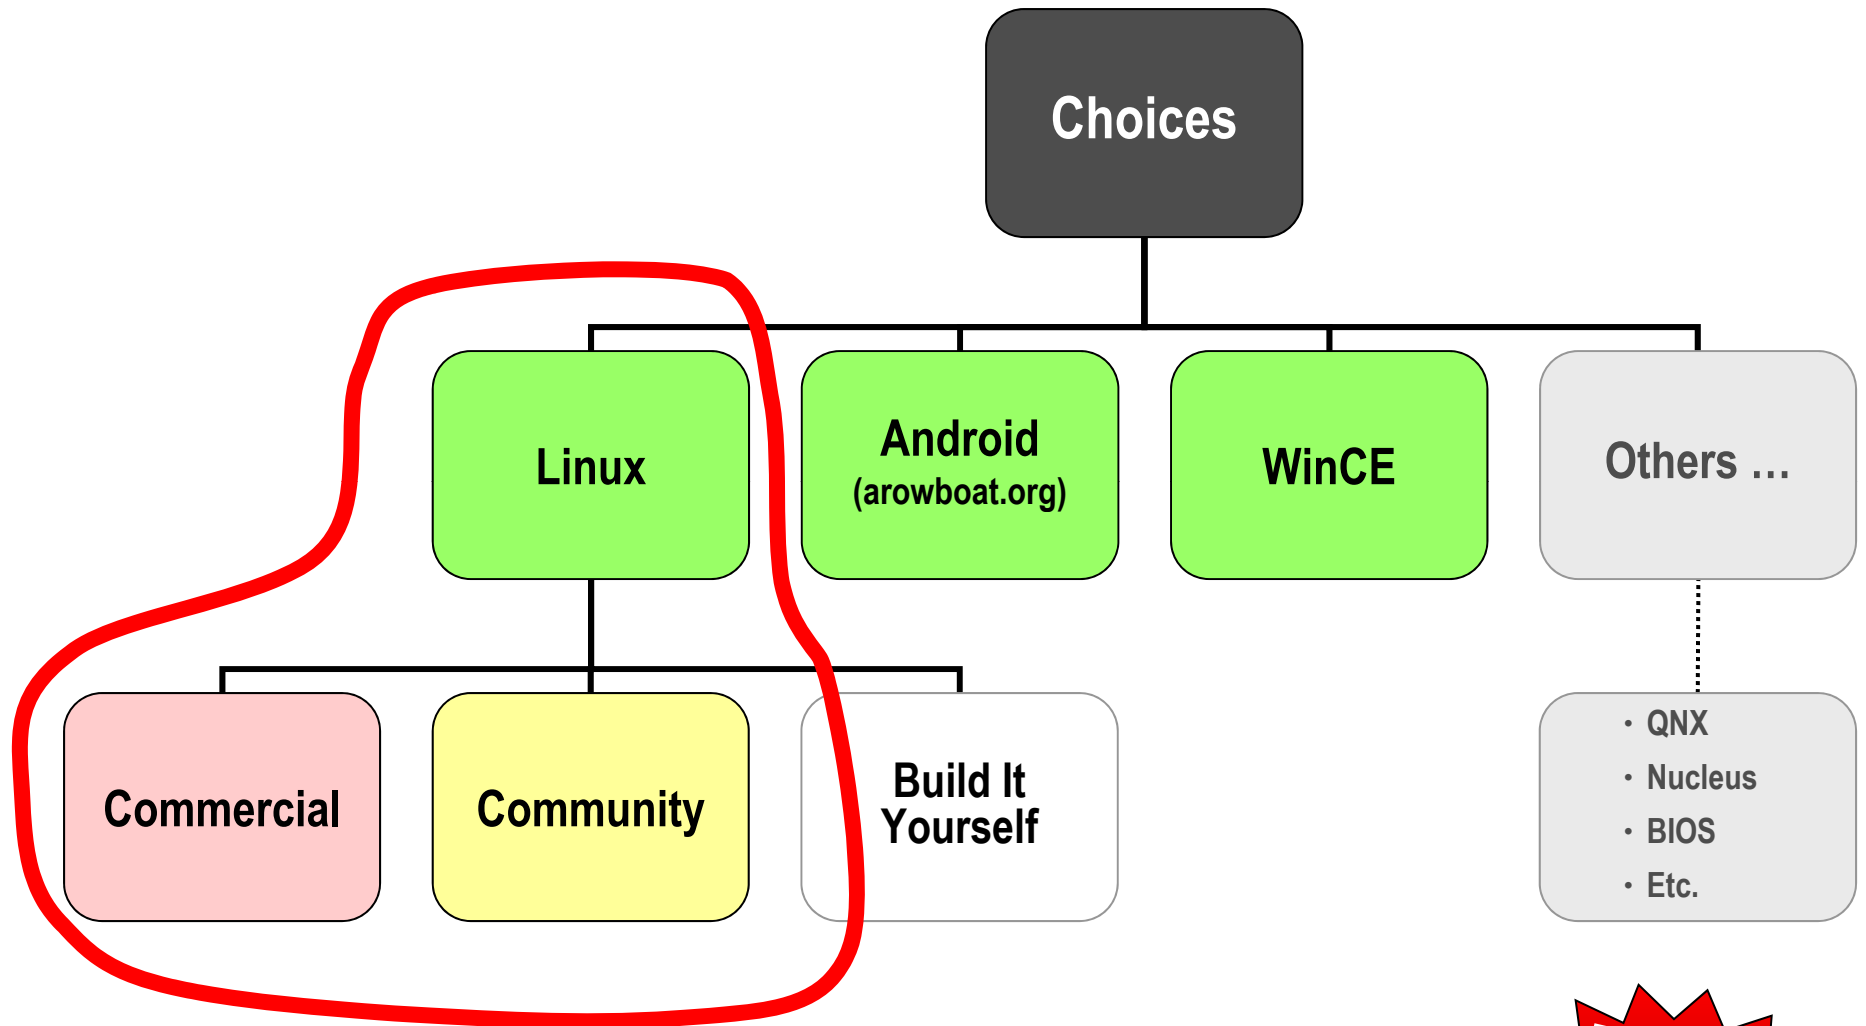 Choices
Linux
Android
(arowboat.org)
WinCE
Others …
Commercial
Community
Build It
Yourself
• QNX
• Nucleus
• BIOS
• Etc.